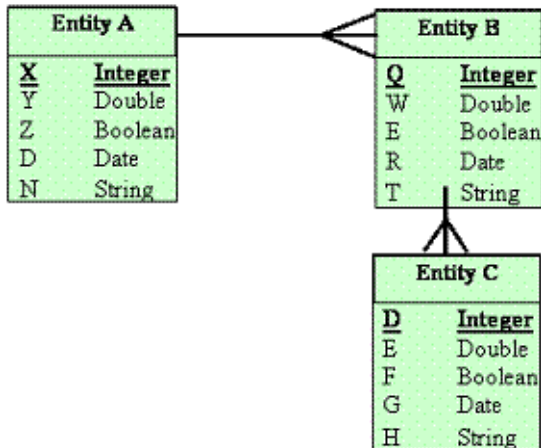 Entity A
X Integer
Y Double
Z Boolean
D Date
N String
Entity B
Q Integer
W Double
E Boolean
R Date
T String
Entity C
D Integer
E Double
F Boolean
G Date
H String